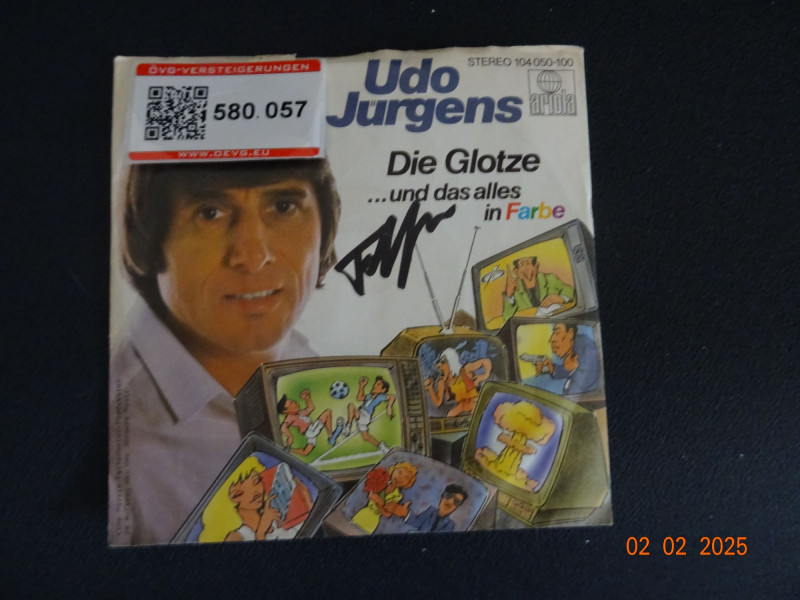 ÖVG-VERSTEIGERUNGEN
580.057
WWW.OEVG.EU
STEREO 104 050-100
ariola
Udo
Jürgens
Die Glotze
...und das alles
in Farbe
02 02 2025